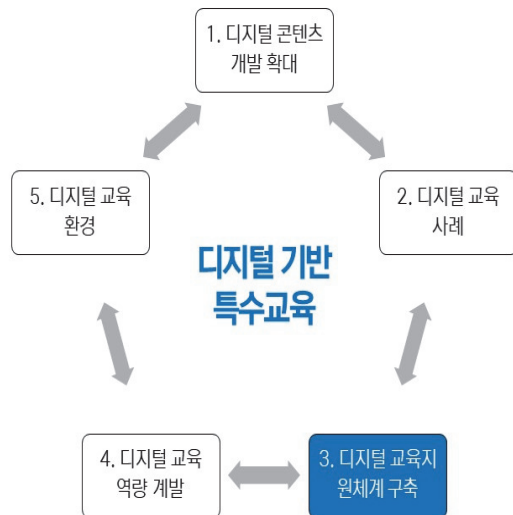 1. 디지털 콘텐츠
개발 확대
5. 디지털 교육
환경
2. 디지털 교육
사례
디지털 기반
특수교육
4. 디지털 교육
역량 계발
3. 디지털 교육지
원체계 구축